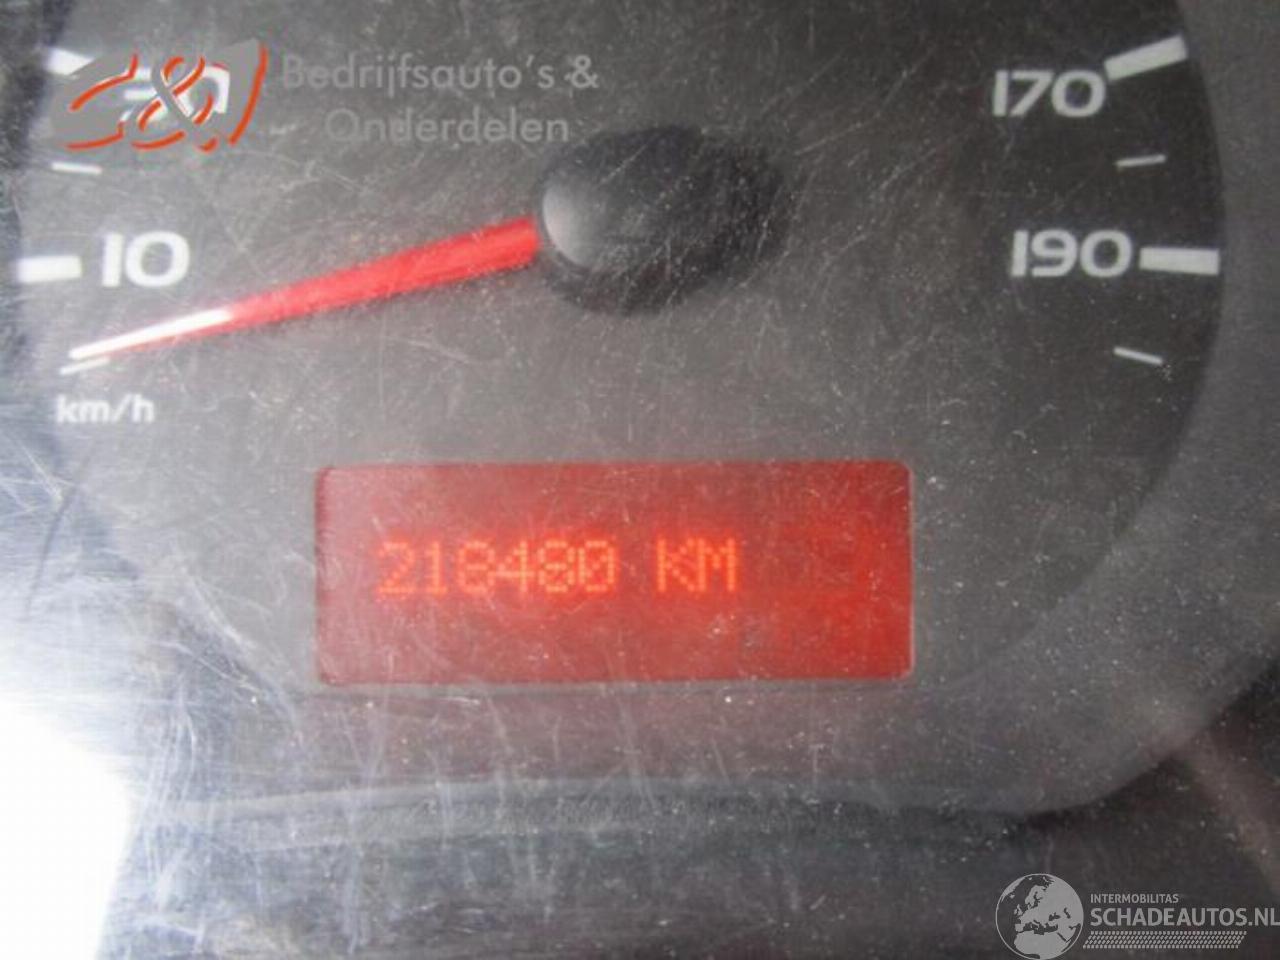 Bedrijfsauto's &
Onderdelen
170
10
190
km/h
218480 KM
INTERMOBILITAS
SCHADEAUTOS.NL